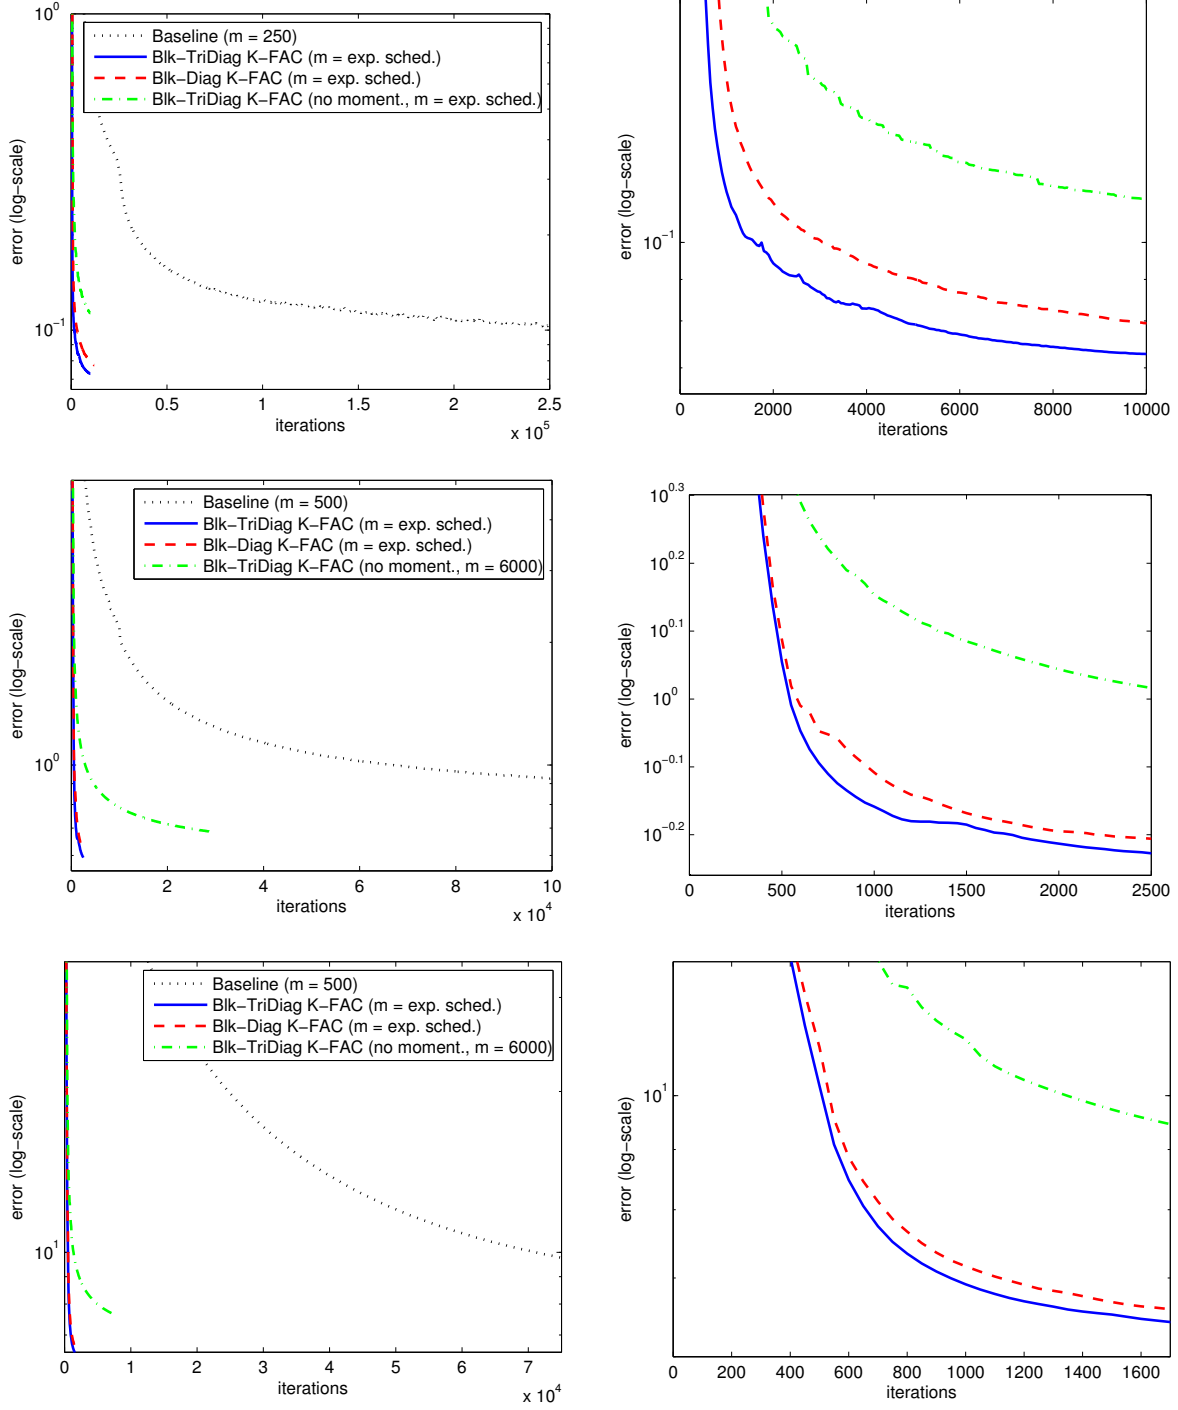 10^0
Baseline (m = 250)
Blk−TriDiag K−FAC (m = exp. sched.)
Blk−Diag K−FAC (m = exp. sched.)
Blk−TriDiag K−FAC (no moment., m = exp. sched.)
error (log−scale)
10^−1
0 0.5 1 1.5 2 2.5
iterations
x 10^5
error (log−scale)
10^−1
0 2000 4000 6000 8000 10000
iterations
Baseline (m = 500)
Blk−TriDiag K−FAC (m = exp. sched.)
Blk−Diag K−FAC (m = exp. sched.)
Blk−TriDiag K−FAC (no moment., m = 6000)
error (log−scale)
10^0
0 2 4 6 8 10
iterations
x 10^4
10^0.3
10^0.2
10^0.1
10^0
10^−0.1
10^−0.2
error (log−scale)
0 500 1000 1500 2000 2500
iterations
Baseline (m = 500)
Blk−TriDiag K−FAC (m = exp. sched.)
Blk−Diag K−FAC (m = exp. sched.)
Blk−TriDiag K−FAC (no moment., m = 6000)
error (log−scale)
10^1
0 1 2 3 4 5 6 7
iterations
x 10^4
error (log−scale)
10^1
0 200 400 600 800 1000 1200 1400 1600
iterations